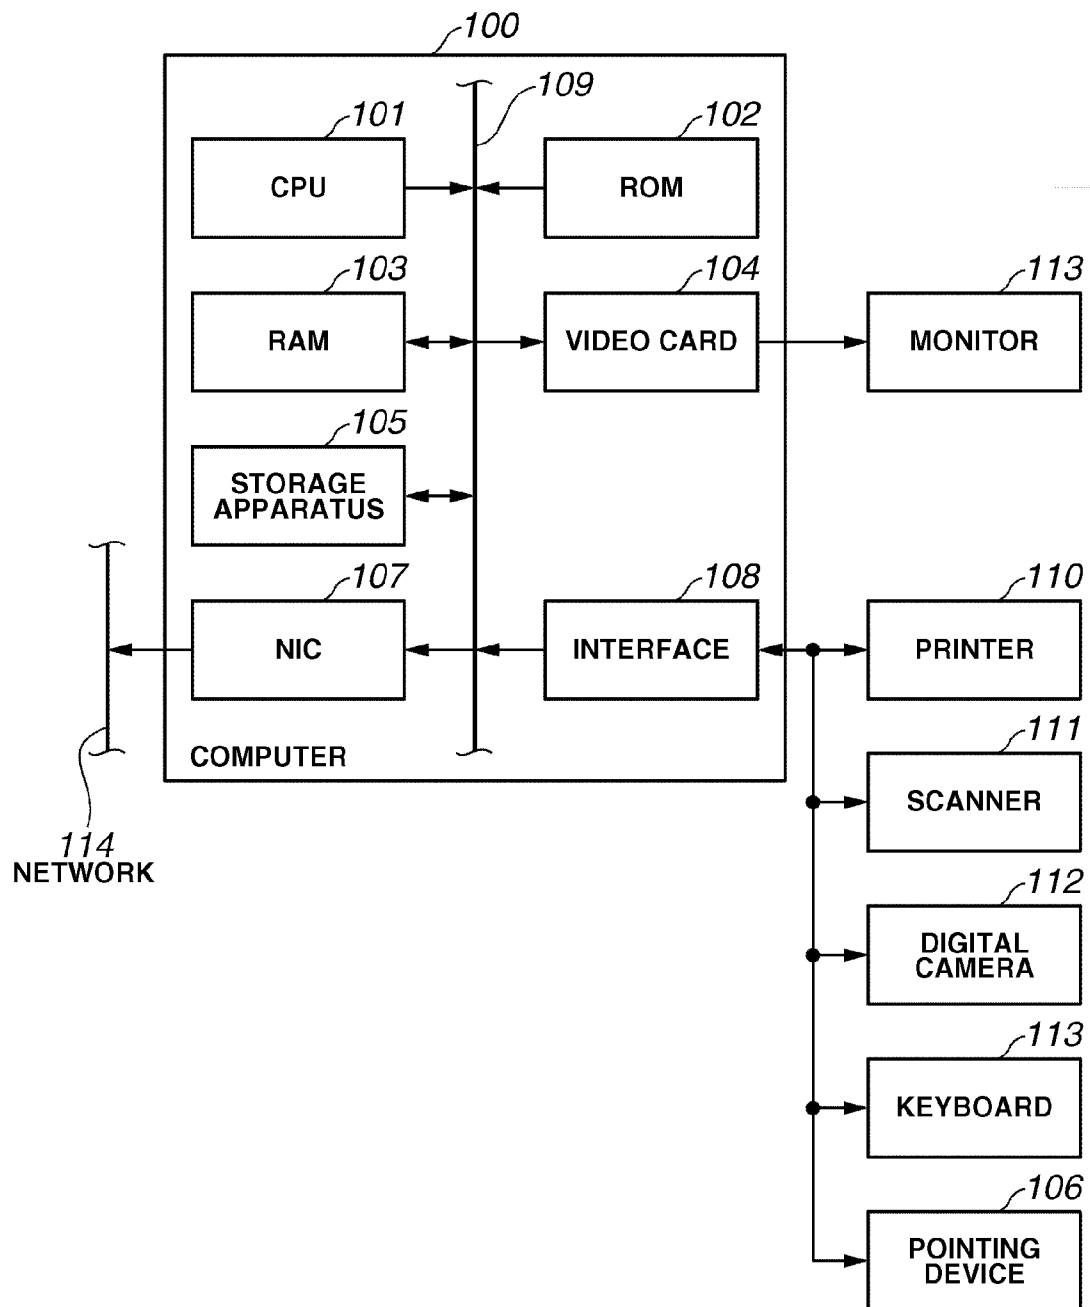 100
109
101
102
CPU
ROM
103
104
113
RAM
VIDEO CARD
MONITOR
105
STORAGE
APPARATUS
107
108
110
NIC
INTERFACE
PRINTER
COMPUTER
111
SCANNER
114
NETWORK
112
DIGITAL
CAMERA
113
KEYBOARD
106
POINTING
DEVICE